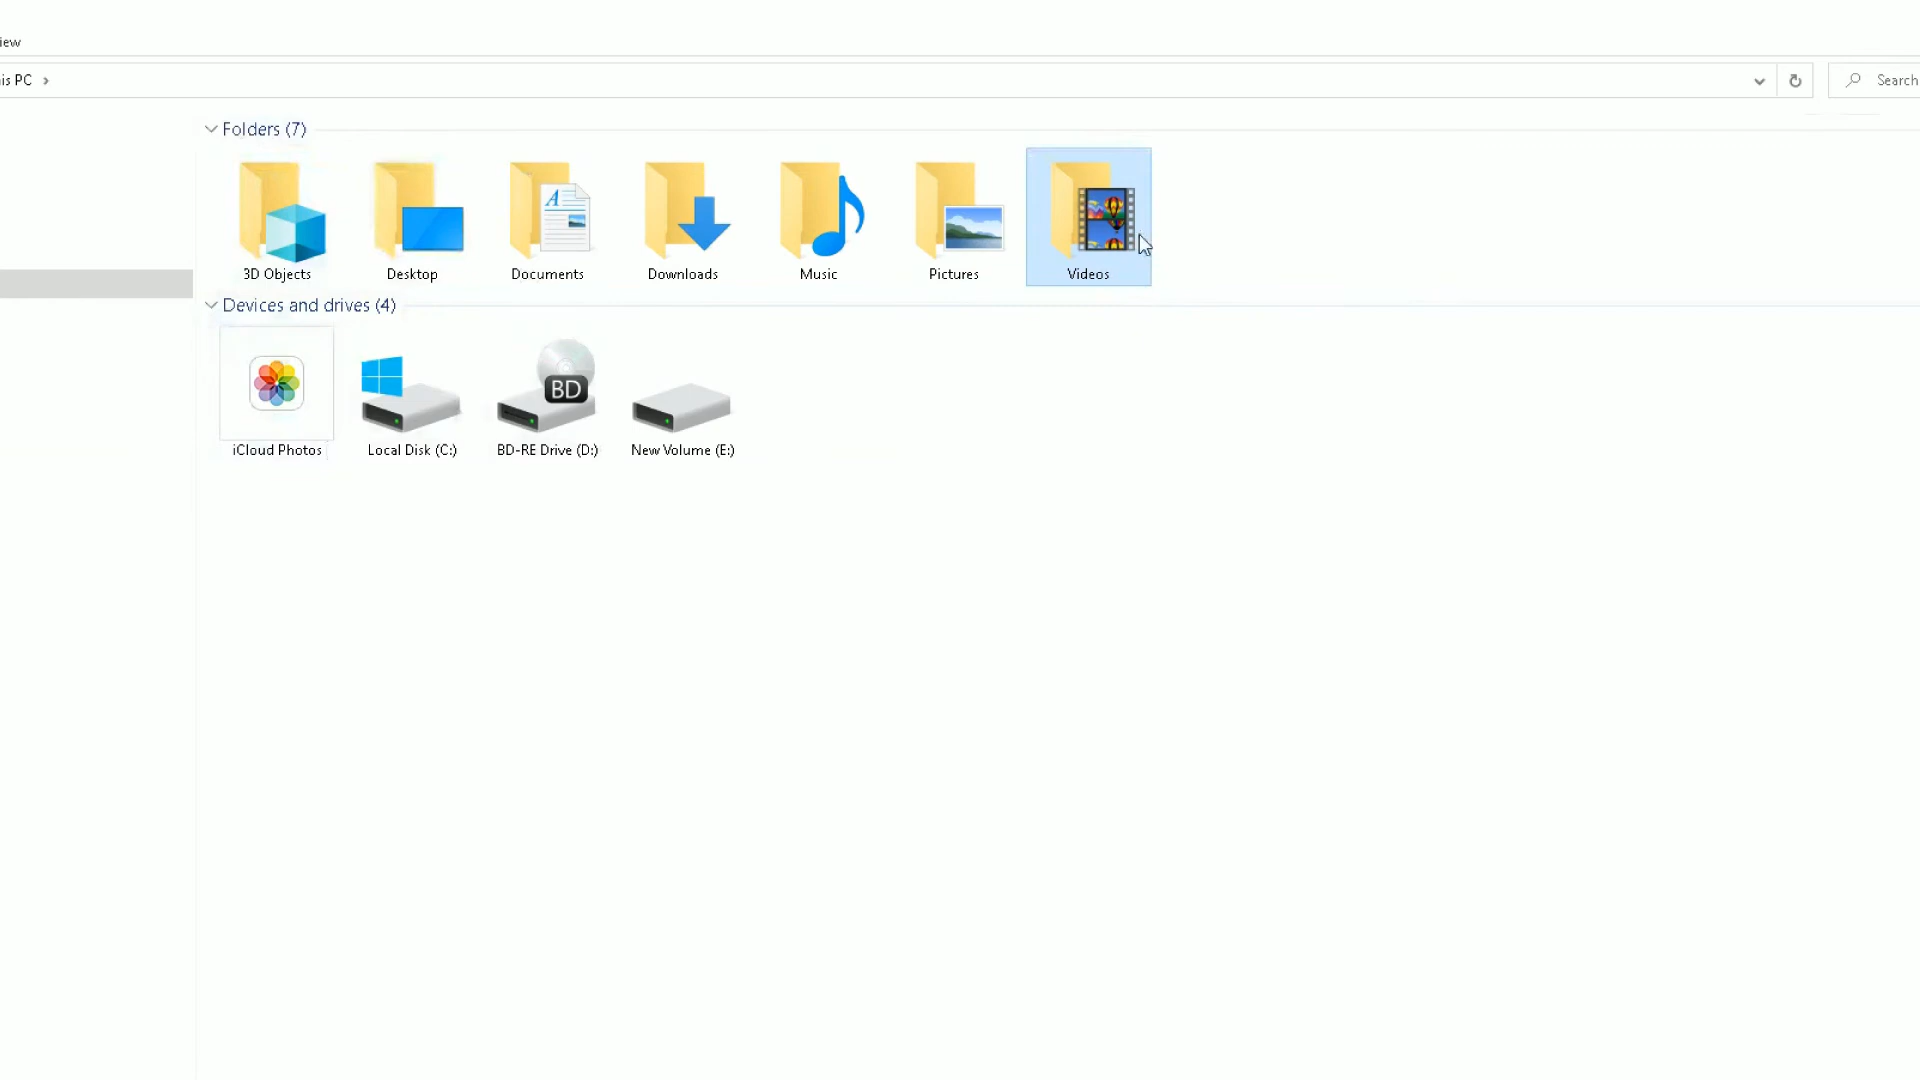 iew
is PC
Search
Folders (7)
3D Objects
Desktop
Documents
Downloads
Music
Pictures
Videos
Devices and drives (4)
BD
iCloud Photos
Local Disk (C:)
BD-RE Drive (D:)
New Volume (E:)